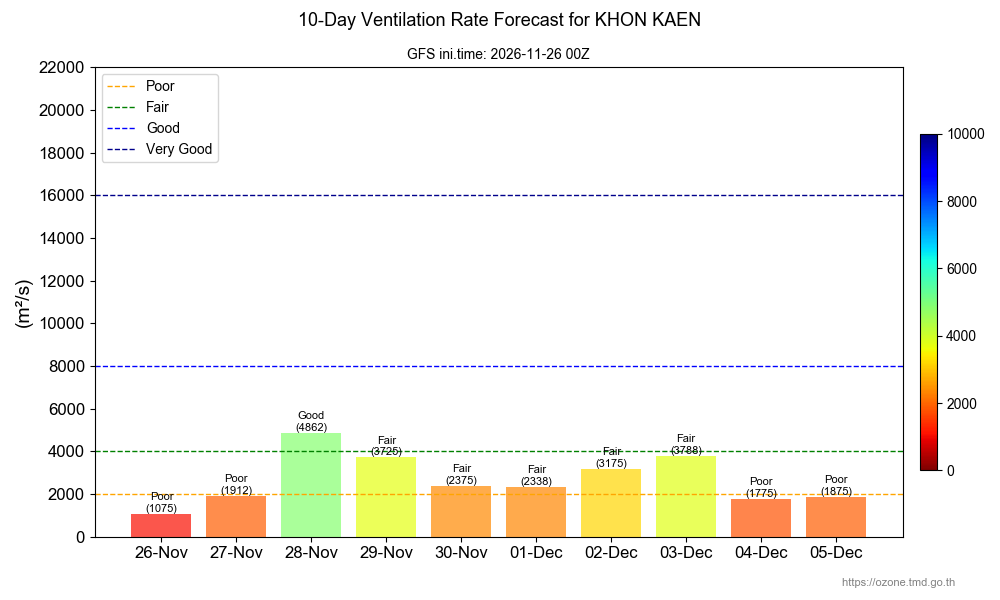 10-Day Ventilation Rate Forecast for KHON KAEN
GFS ini.time: 2026-11-26 00Z
22000
20000
18000
16000
14000
12000
10000
8000
6000
4000
2000
0
(m²/s)
Poor
Fair
Good
Very Good
Poor
(1075)
Poor
(1912)
Good
(4862)
Fair
(3725)
Fair
(2375)
Fair
(2338)
Fair
(3175)
Fair
(3788)
Poor
(1775)
Poor
(1875)
26-Nov
27-Nov
28-Nov
29-Nov
30-Nov
01-Dec
02-Dec
03-Dec
04-Dec
05-Dec
10000
8000
6000
4000
2000
0
https://ozone.tmd.go.th